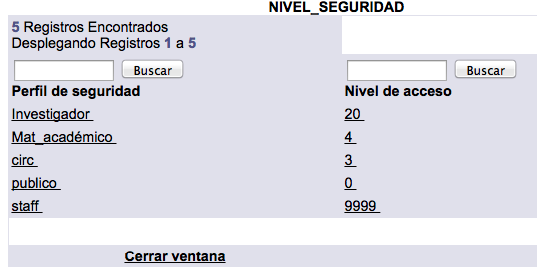 NIVEL_SEGURIDAD
5 Registros Encontrados
Desplegando Registros 1 a 5
Buscar Buscar
Perfil de seguridad Nivel de acceso
Investigador 20
Mat_académico 4
circ 3
publico 0
staff 9999
Cerrar ventana